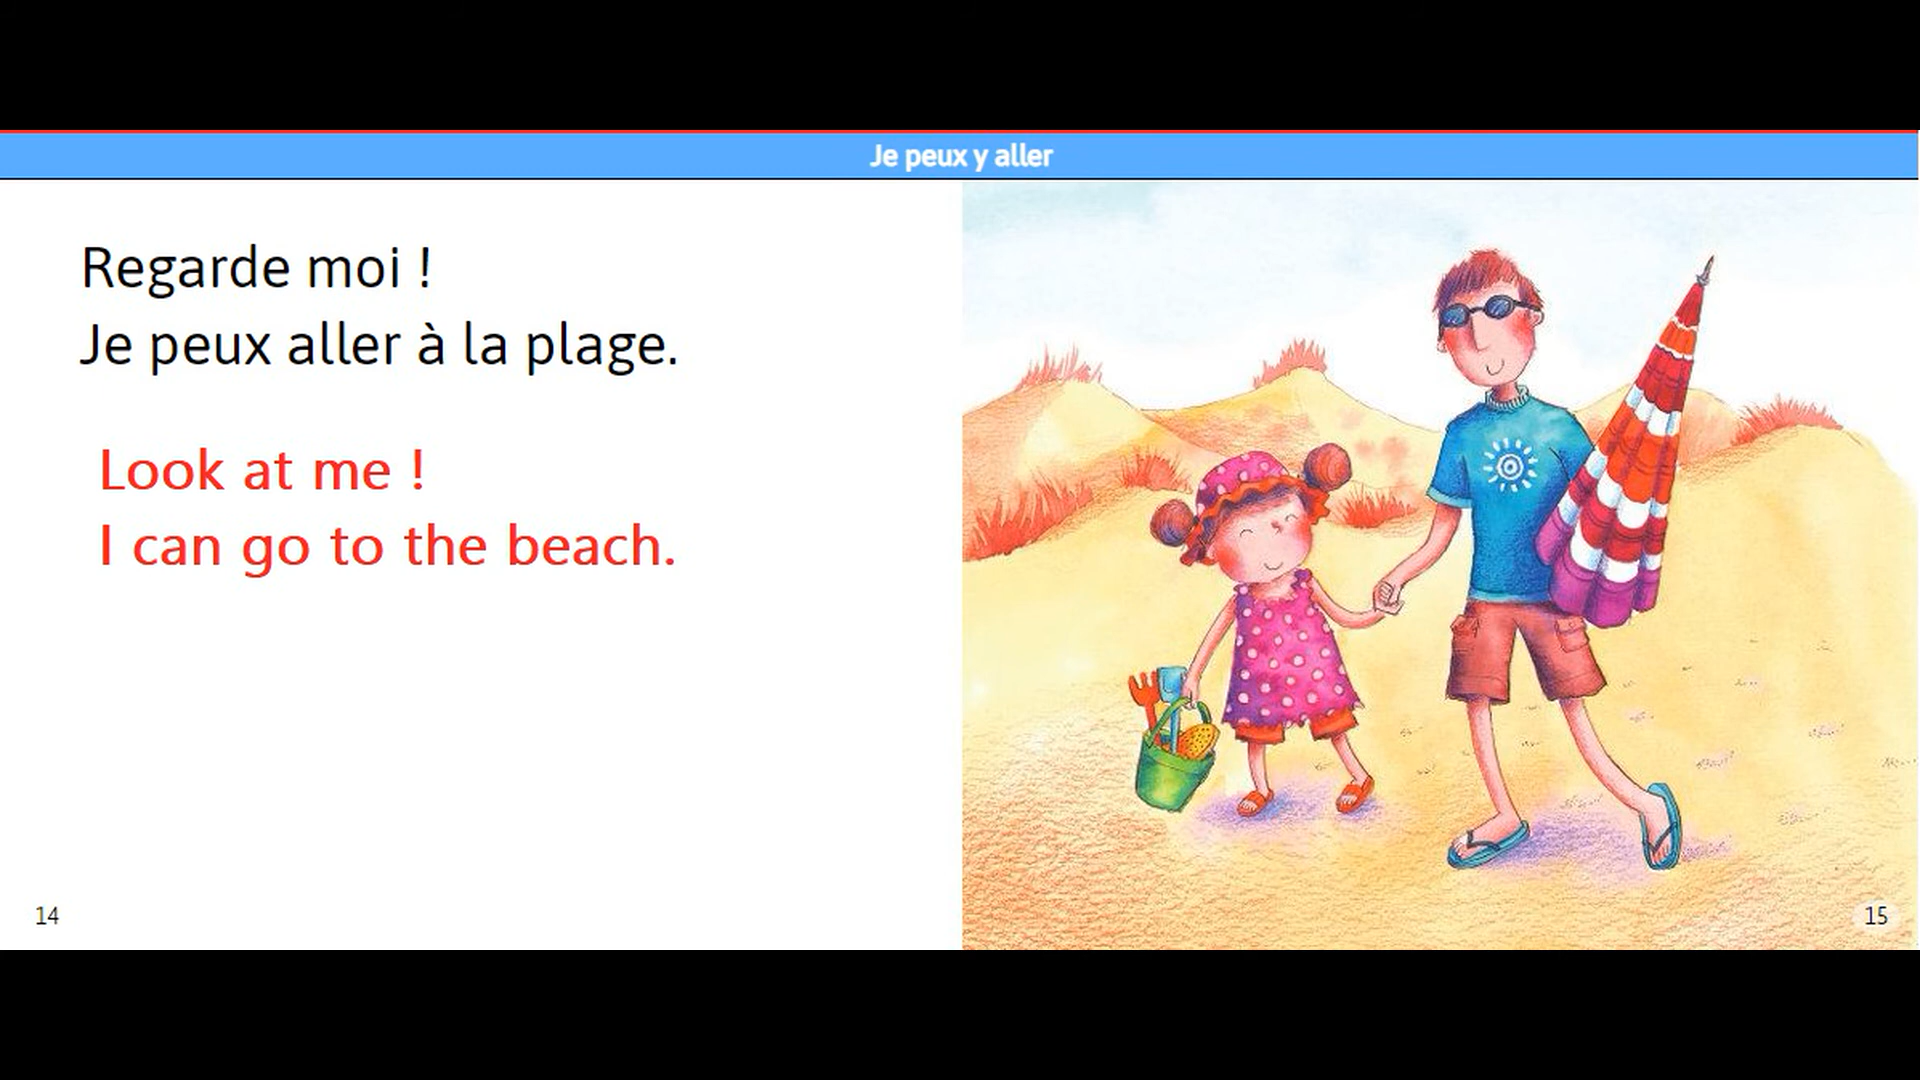 Je peux y aller
Regarde moi !
Je peux aller à la plage.
Look at me !
I can go to the beach.
14
15